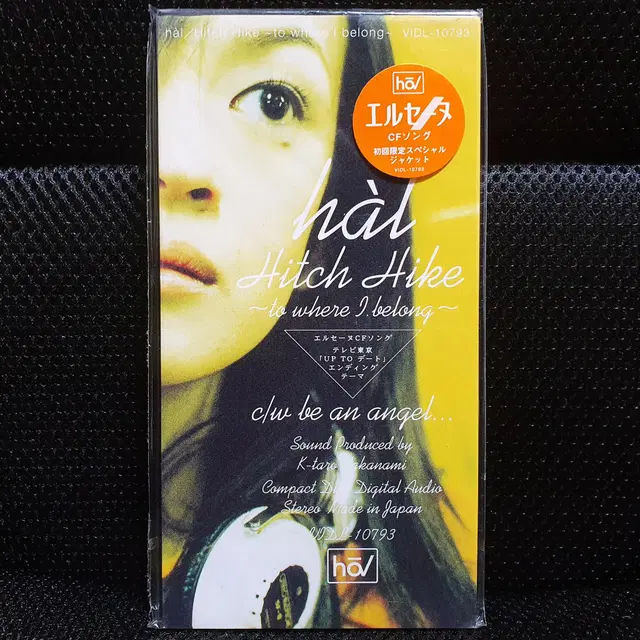 hàl/Hitch Hike ~to where I belong~ VIDL-10793
hāl
エルセーヌ
CFソング
初回限定スペシャル
ジャケット
VIDL-10793
hàl
Hitch Hike
~to where I belong~
エルセーヌCFソング
テレビ東京
「UP TO デート」
エンディング
テーマ
c/w be an angel...
Sound Produced by
K-taro Takanami
Compact Digital Audio
Stereo Made in Japan
VIDL-10793
hāl